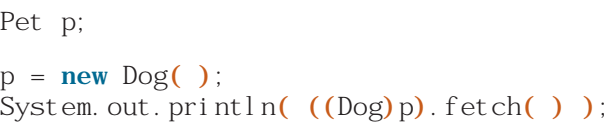 Pet p;
p = new Dog( );
System.out.println( ((Dog)p).fetch( ) );